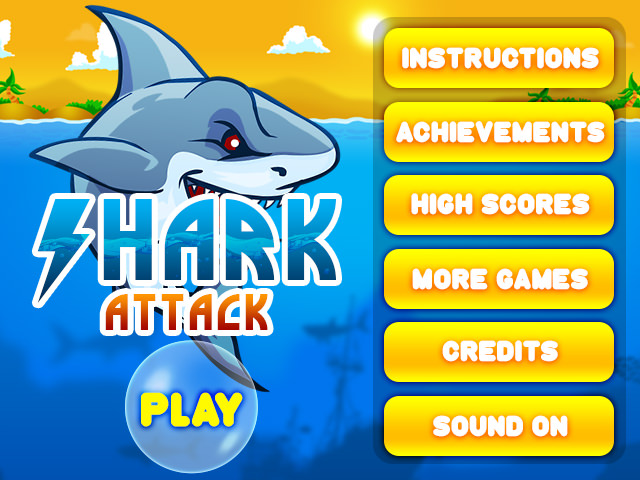 SHARK
ATTACK
PLAY
INSTRUCTIONS
ACHIEVEMENTS
HIGH SCORES
MORE GAMES
CREDITS
SOUND ON